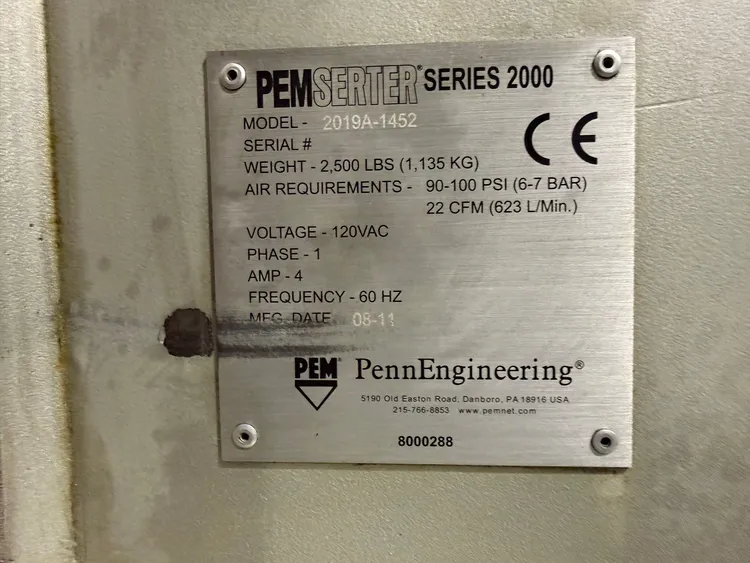 PEMSERTER® SERIES 2000
MODEL - 2019A-1452
SERIAL #
WEIGHT - 2,500 LBS (1,135 KG)
AIR REQUIREMENTS - 90-100 PSI (6-7 BAR)
22 CFM (623 L/Min.)
CE
VOLTAGE - 120VAC
PHASE - 1
AMP - 4
FREQUENCY - 60 HZ
MFG. DATE 08-11
PEM® PennEngineering®
5190 Old Easton Road, Danboro, PA 18916 USA
215-766-8853 www.pemnet.com
8000288